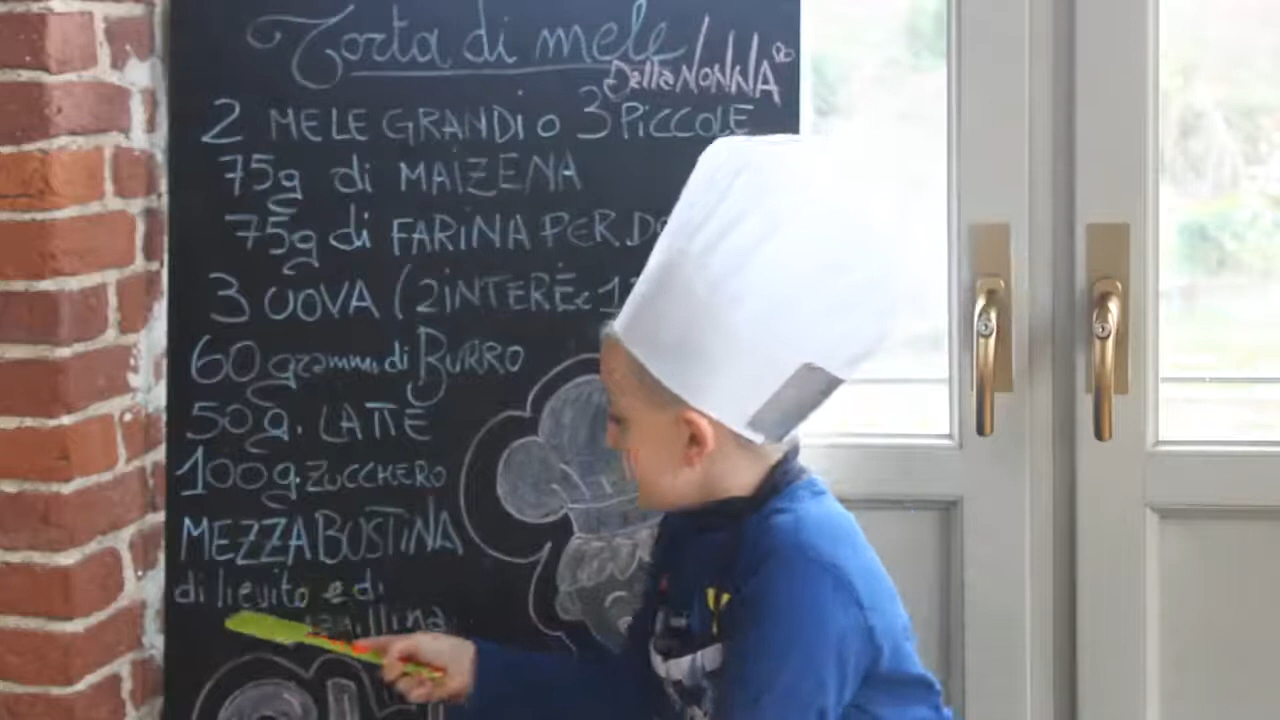 Torta di mele
Della NONNA
2 MELE GRANDI o 3 PiCCOLE
75g di MAiZENA
75g di FARiNA PER
3 UOVA (2 iNTERE e 1
60 grammi di BURRO
50g. LATTE
100g. ZUCCHERO
MEZZA BUSTiNA
di lievito e di
vanillina